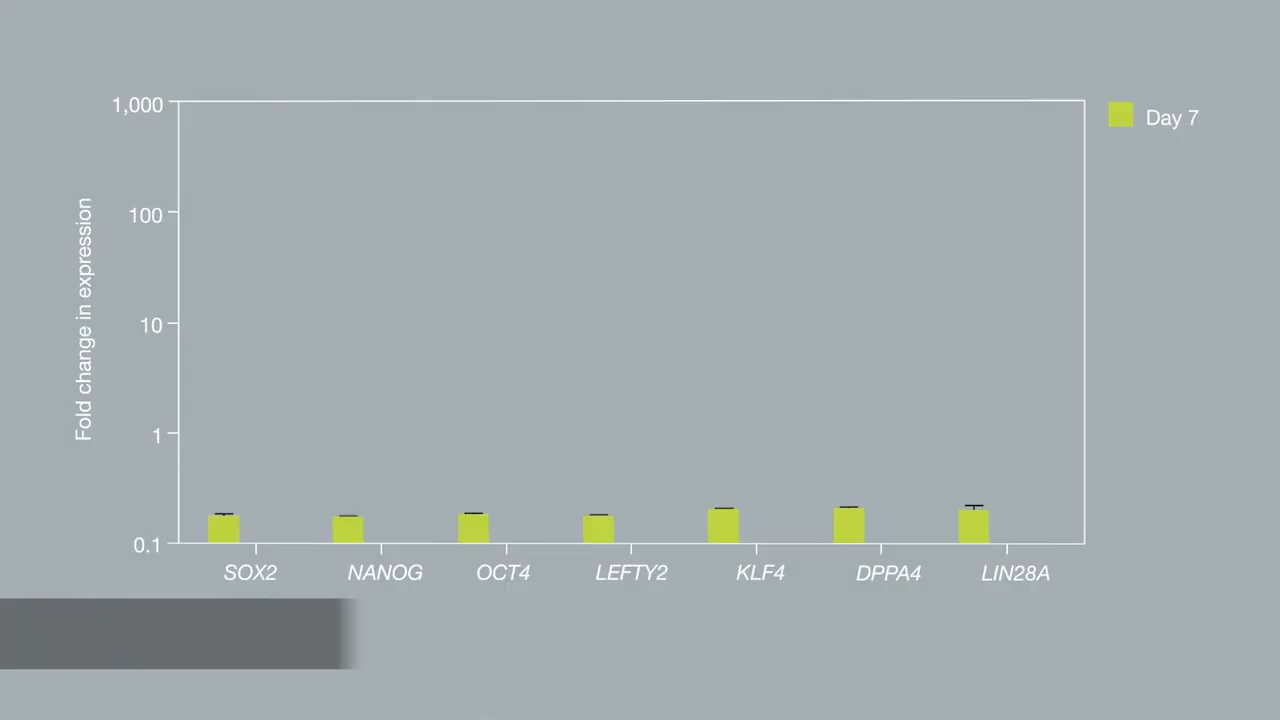 1,000
Day 7
100
Fold change in expression
10
1
0.1
SOX2 NANOG OCT4 LEFTY2 KLF4 DPPA4 LIN28A